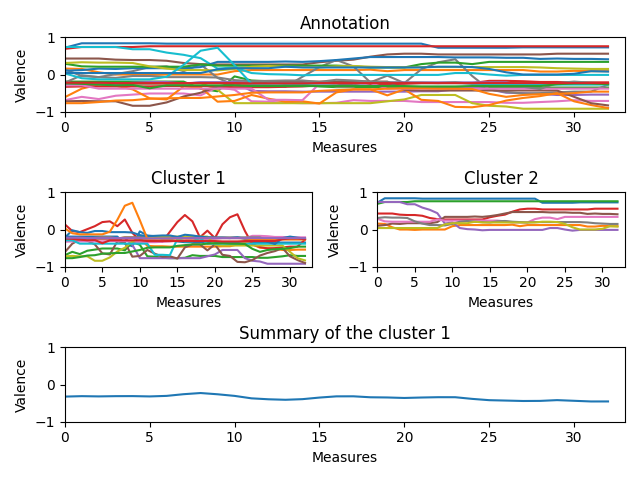 Annotation
1
0
−1
Valence
0 5 10 15 20 25 30
Measures
Cluster 1
1
0
−1
Valence
0 5 10 15 20 25 30
Measures
Cluster 2
1
0
−1
Valence
0 5 10 15 20 25 30
Measures
Summary of the cluster 1
1
0
−1
Valence
0 5 10 15 20 25 30
Measures